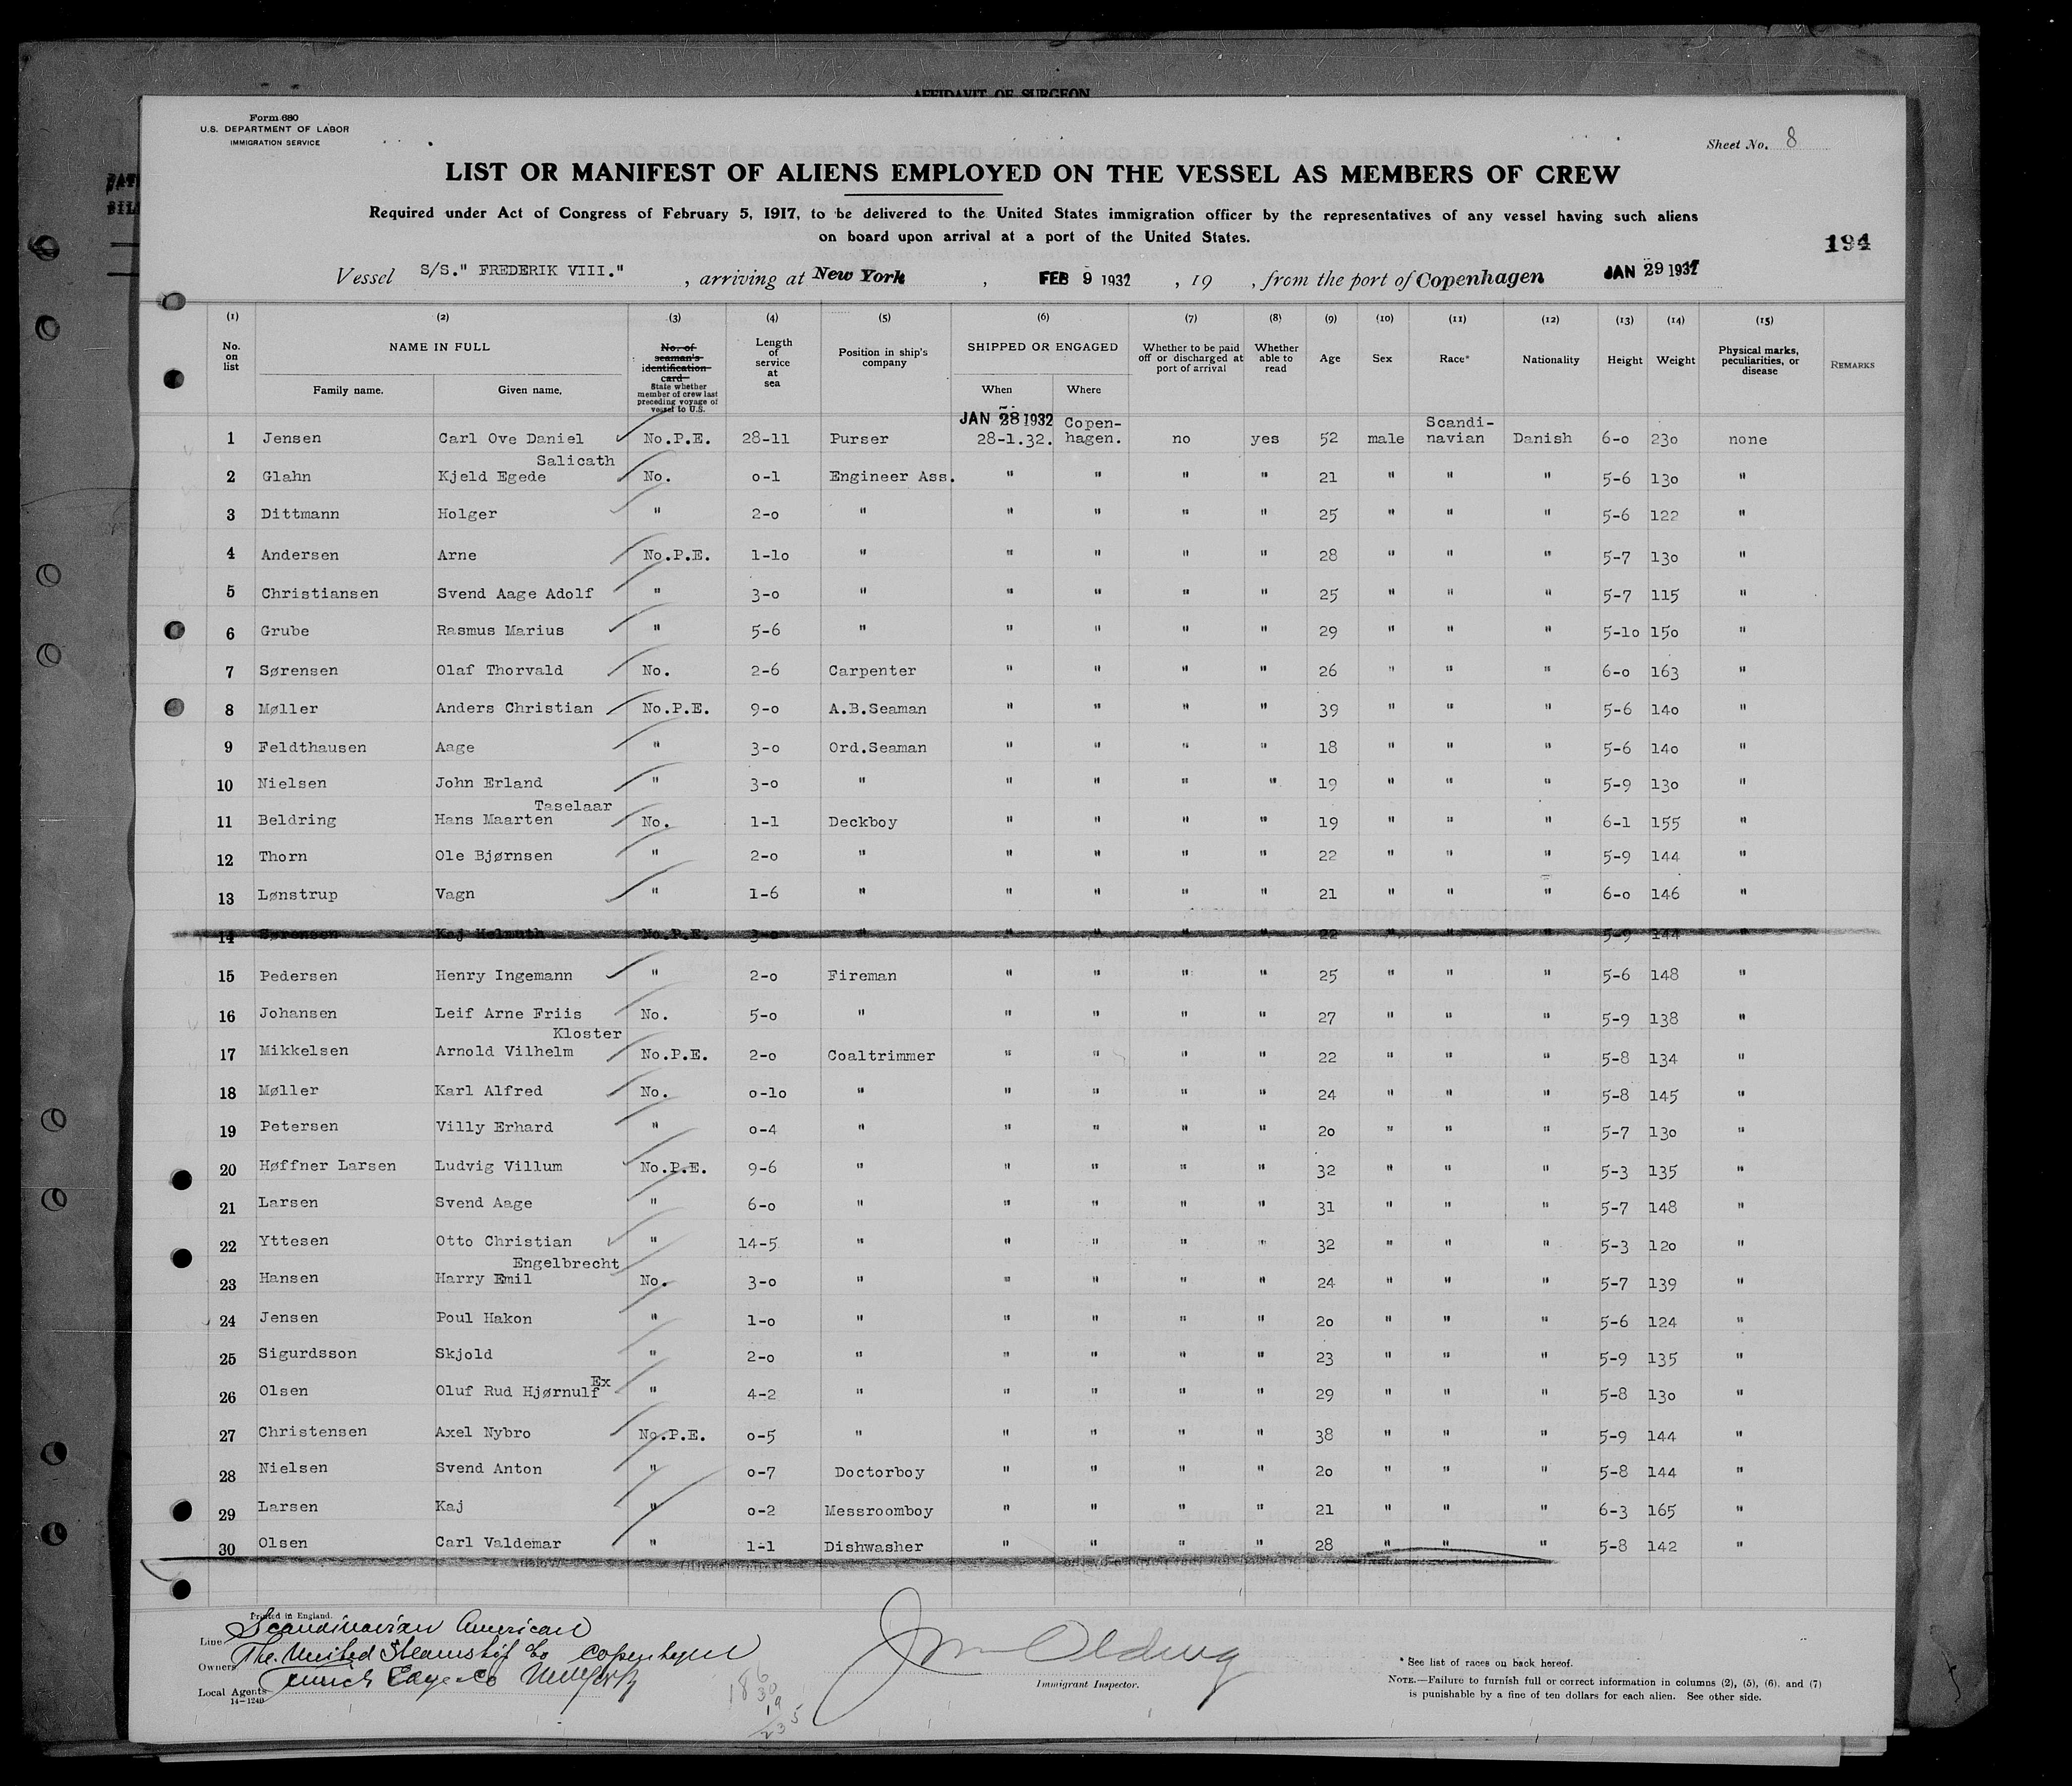 AFFIDAVIT OF SURGEON
Form 680
U.S. DEPARTMENT OF LABOR
IMMIGRATION SERVICE
Sheet No. 8
LIST OR MANIFEST OF ALIENS EMPLOYED ON THE VESSEL AS MEMBERS OF CREW
Required under Act of Congress of February 5, 1917, to be delivered to the United States immigration officer by the representatives of any vessel having such aliens
on board upon arrival at a port of the United States.
194
Vessel S/S." FREDERIK VIII." , arriving at New York , FEB 9 1932 , 19 , from the port of Copenhagen JAN 29 1932
(1) (2) (3) (4) (5) (6) (7) (8) (9) (10) (11) (12) (13) (14) (15)
No. on list NAME IN FULL Family name. Given name. No. of seaman's identification card State whether member of crew last preceding voyage of vessel to U.S. Length of service at sea Position in ship's company SHIPPED OR ENGAGED When Where Whether to be paid off or discharged at port of arrival Whether able to read Age Sex Race* Nationality Height Weight Physical marks, peculiarities, or disease REMARKS
JAN 28 1932 Copen- Scandi-
1 Jensen Carl Ove Daniel No.P.E. 28-11 Purser 28-1.32. hagen. no yes 52 male navian Danish 6-0 230 none
Salicath
2 Glahn Kjeld Egede No. 0-1 Engineer Ass. " " " " 21 " " " 5-6 130 "
3 Dittmann Holger " 2-0 " " " " " 25 " " " 5-6 122 "
4 Andersen Arne No.P.E. 1-10 " " " " " 28 " " " 5-7 130 "
5 Christiansen Svend Aage Adolf " 3-0 " " " " " 25 " " " 5-7 115 "
6 Grube Rasmus Marius " 5-6 " " " " " 29 " " " 5-10 150 "
7 Sørensen Olaf Thorvald No. 2-6 Carpenter " " " " 26 " " " 6-0 163 "
8 Møller Anders Christian No.P.E. 9-0 A.B.Seaman " " " " 39 " " " 5-6 140 "
9 Feldthausen Aage " 3-0 Ord.Seaman " " " " 18 " " " 5-6 140 "
10 Nielsen John Erland " 3-0 " " " " " 19 " " " 5-9 130 "
Taselaar
11 Beldring Hans Maarten No. 1-1 Deckboy " " " " 19 " " " 6-1 155 "
12 Thorn Ole Bjørnsen " 2-0 " " " " " 22 " " " 5-9 144 "
13 Lønstrup Vagn " 1-6 " " " " " 21 " " " 6-0 146 "
14 Sørensen Kaj Helmuth No.P.E. 3-0 " " " " " 22 " " " 5-9 144 "
15 Pedersen Henry Ingemann " 2-0 Fireman " " " " 25 " " " 5-6 148 "
16 Johansen Leif Arne Friis No. 5-0 " " " " " 27 " " " 5-9 138 "
Kloster
17 Mikkelsen Arnold Vilhelm No.P.E. 2-0 Coaltrimmer " " " " 22 " " " 5-8 134 "
18 Møller Karl Alfred No. 0-10 " " " " " 24 " " " 5-8 145 "
19 Petersen Villy Erhard " 0-4 " " " " " 20 " " " 5-7 130 "
20 Høffner Larsen Ludvig Villum No.P.E. 9-6 " " " " " 32 " " " 5-3 135 "
21 Larsen Svend Aage " 6-0 " " " " " 31 " " " 5-7 148 "
22 Yttesen Otto Christian " 14-5 " " " " " 32 " " " 5-3 120 "
Engelbrecht
23 Hansen Harry Emil No. 3-0 " " " " " 24 " " " 5-7 139 "
24 Jensen Poul Hakon " 1-0 " " " " " 20 " " " 5-6 124 "
25 Sigurdsson Skjold " 2-0 " " " " " 23 " " " 5-9 135 "
Ex
26 Olsen Oluf Rud Hjørnulf " 4-2 " " " " " 29 " " " 5-8 130 "
27 Christensen Axel Nybro No.P.E. 0-5 " " " " " 38 " " " 5-9 144 "
28 Nielsen Svend Anton " 0-7 Doctorboy " " " " 20 " " " 5-8 144 "
29 Larsen Kaj " 0-2 Messroomboy " " " " 21 " " " 6-3 165 "
30 Olsen Carl Valdemar " 1-1 Dishwasher " " " " 28 " " " 5-8 142 "
Printed in England.
Line Scandinavian American
Owners The United Steamship Co Copenhagen
Local Agents Edye & Co New York
14-1240
186
30
19
235
Immigrant Inspector.
* See list of races on back hereof.
NOTE.—Failure to furnish full or correct information in columns (2), (5), (6), and (7)
is punishable by a fine of ten dollars for each alien. See other side.